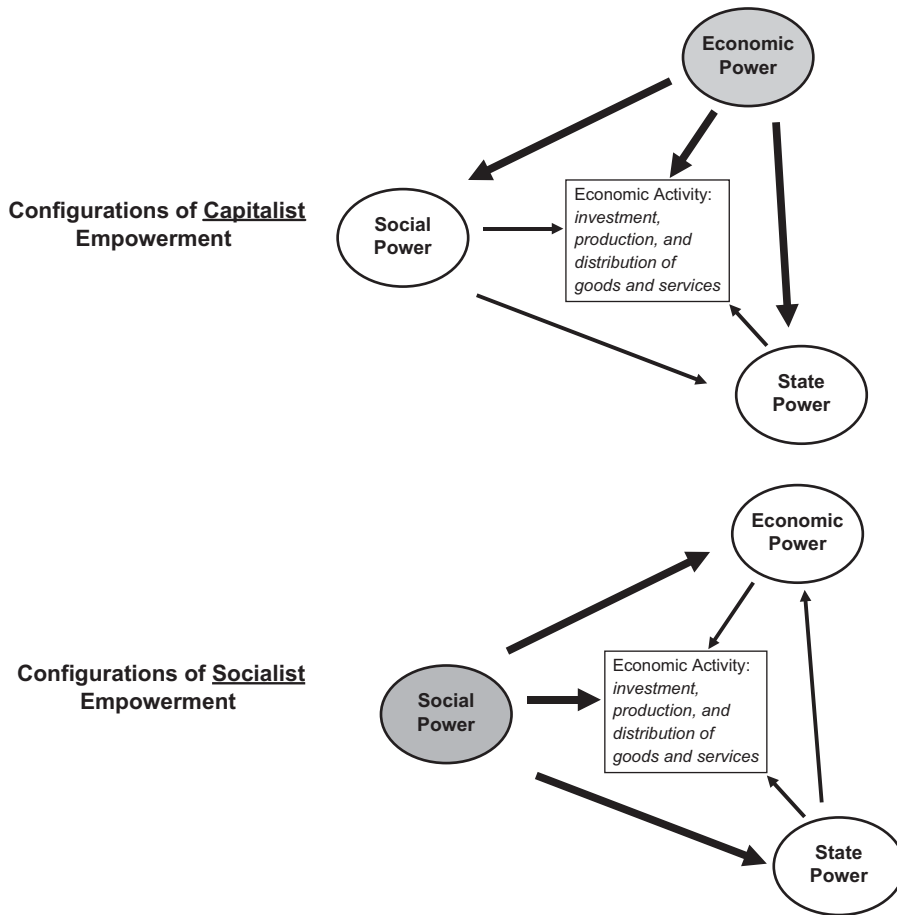 Economic
Power
Configurations of Capitalist
Empowerment
Social
Power
Economic Activity:
investment,
production, and
distribution of
goods and services
State
Power
Economic
Power
Configurations of Socialist
Empowerment
Social
Power
Economic Activity:
investment,
production, and
distribution of
goods and services
State
Power